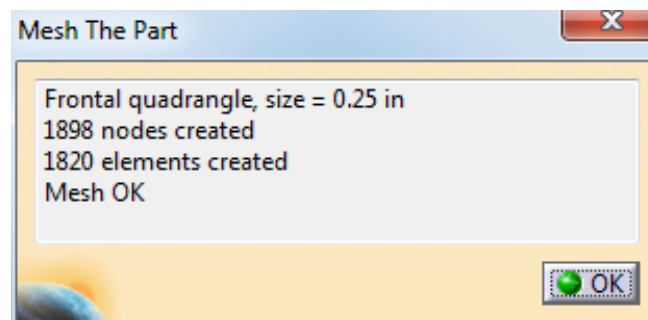 Mesh The Part
Frontal quadrangle, size = 0.25 in
1898 nodes created
1820 elements created
Mesh OK
OK